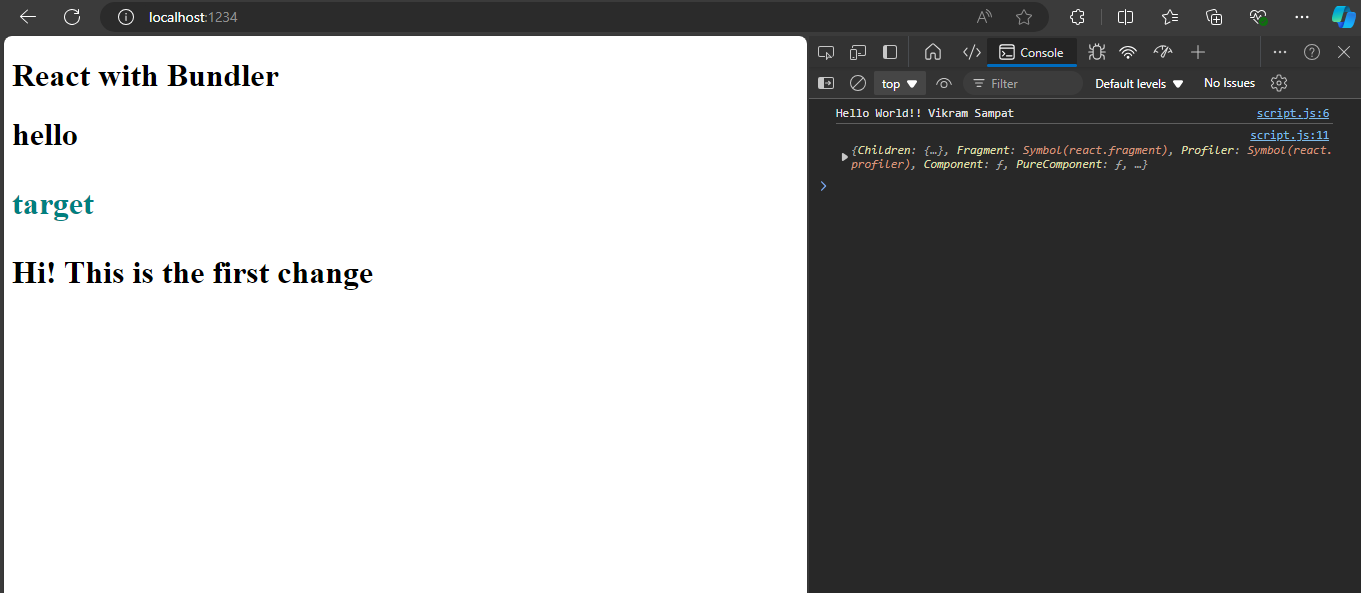 localhost:1234
React with Bundler
hello
target
Hi! This is the first change
Console
top
Filter
Default levels
No Issues
Hello World!! Vikram Sampat
script.js:6
script.js:11
{Children: {…}, Fragment: Symbol(react.fragment), Profiler: Symbol(react.
profiler), Component: ƒ, PureComponent: ƒ, …}